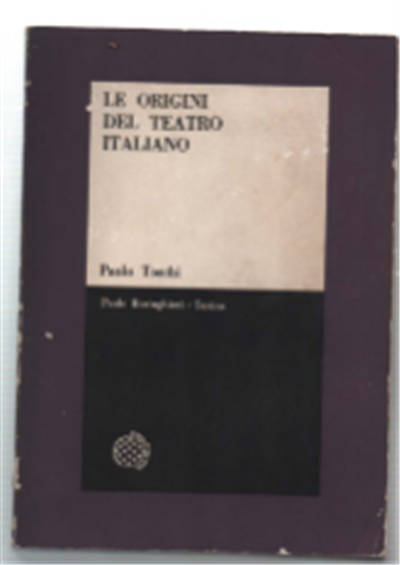 LE ORIGINI
DEL TEATRO
ITALIANO
Paolo Toschi
Paolo Boringhieri - Torino